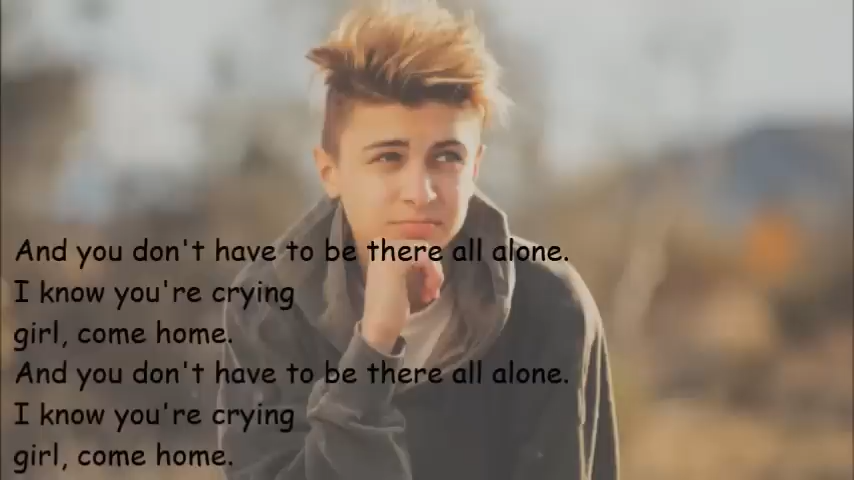 And you don't have to be there all alone.
I know you're crying
girl, come home.
And you don't have to be there all alone.
I know you're crying
girl, come home.